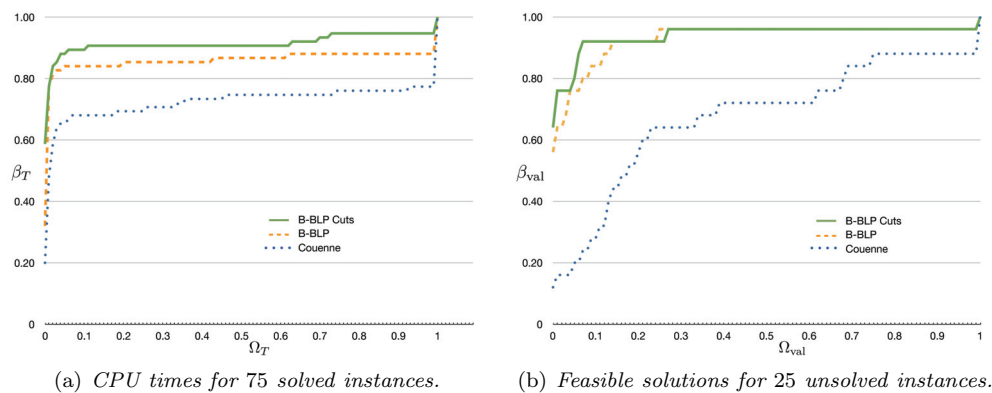 1.00
0.80
0.60
β_T
0.40
0.20
0
B-BLP Cuts
B-BLP
Couenne
0 0.1 0.2 0.3 0.4 0.5 0.6 0.7 0.8 0.9 1
Ω_T
(a) CPU times for 75 solved instances.
1.00
0.80
0.60
β_val
0.40
0.20
0
B-BLP Cuts
B-BLP
Couenne
0 0.1 0.2 0.3 0.4 0.5 0.6 0.7 0.8 0.9 1
Ω_val
(b) Feasible solutions for 25 unsolved instances.